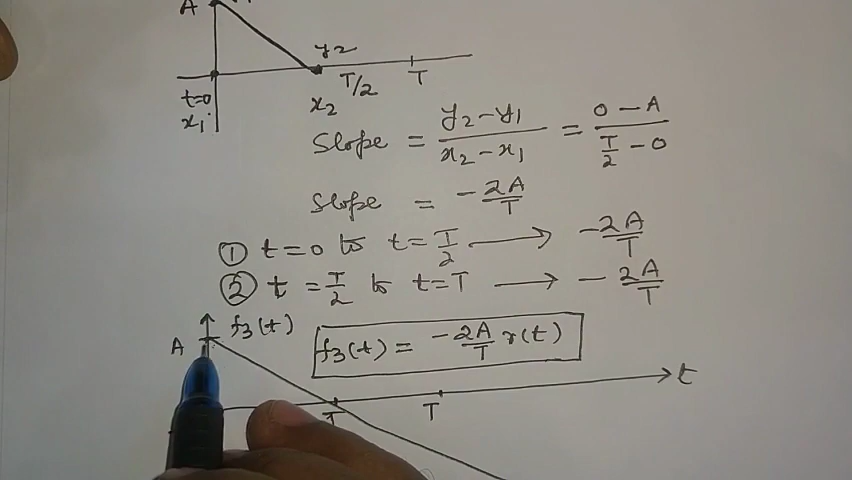 A
y2
T/2 T
t=0
x1
x2
Slope = y2-y1 / x2-x1 = 0-A / T/2 - 0
Slope = -2A/T
① t=0 to t=T/2 → -2A/T
② t=T/2 to t=T → -2A/T
f3(t)
A
f3(t) = -2A/T r(t)
t
T